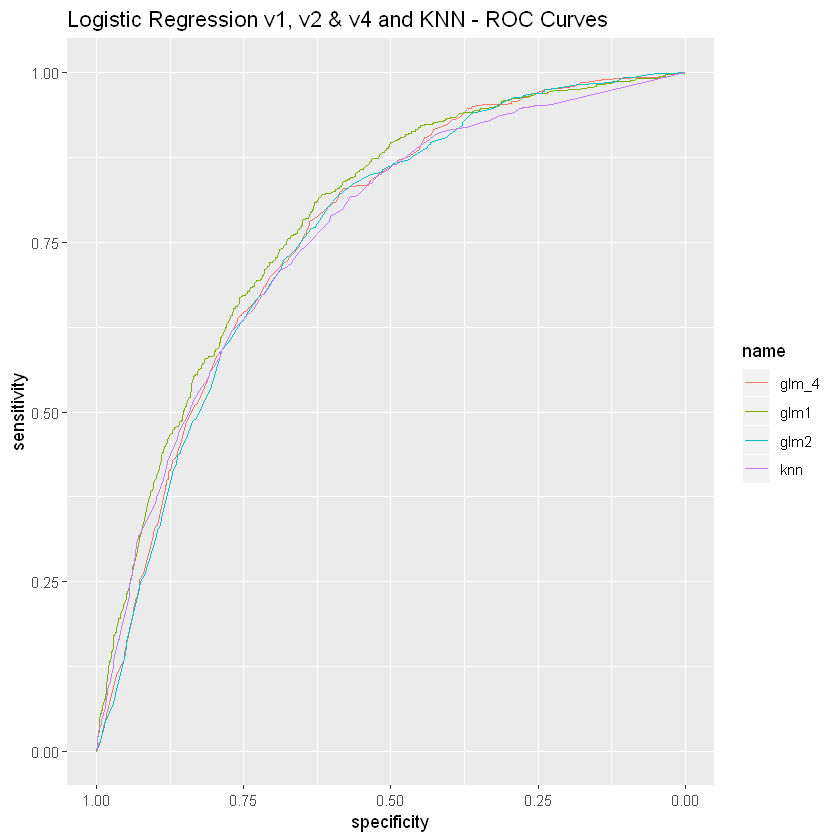 Logistic Regression v1, v2 & v4 and KNN - ROC Curves
1.00
0.75
0.50
0.25
0.00
sensitivity
1.00 0.75 0.50 0.25 0.00
specificity
name
glm_4
glm1
glm2
knn